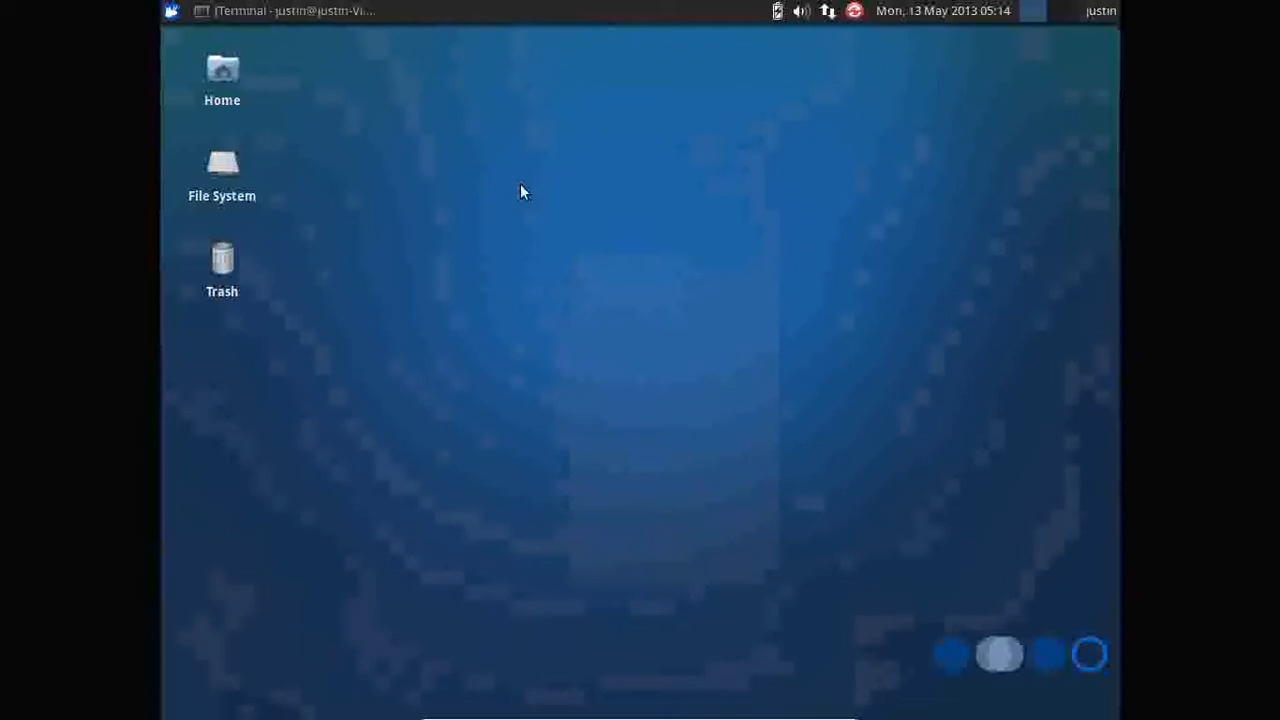 [Terminal - justin@justin-Vi...
Mon, 13 May 2013 05:14
justin
Home
File System
Trash